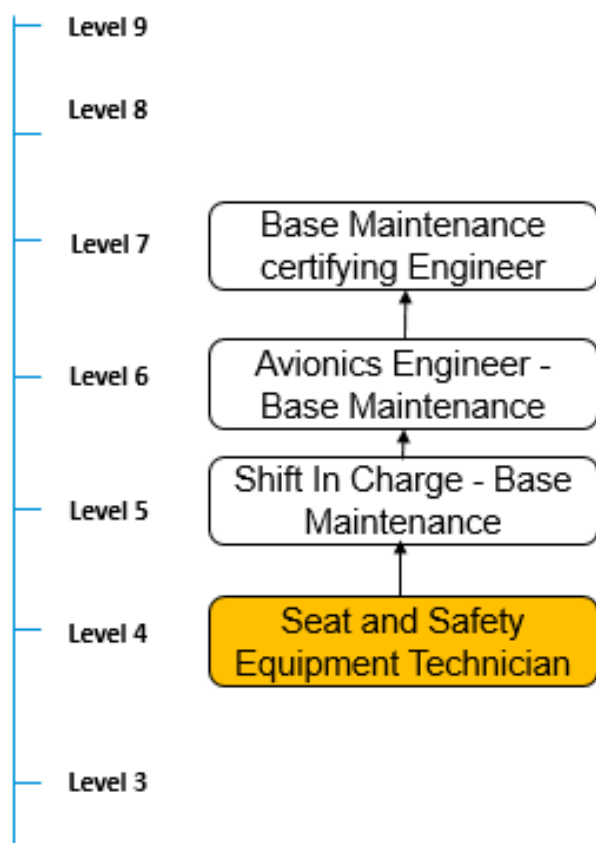 Level 9
Level 8
Level 7
Base Maintenance
certifying Engineer
Level 6
Avionics Engineer -
Base Maintenance
Level 5
Shift In Charge - Base
Maintenance
Level 4
Seat and Safety
Equipment Technician
Level 3